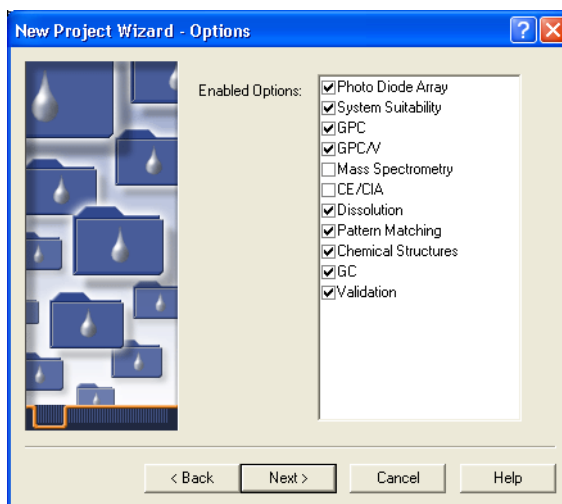 New Project Wizard - Options
Enabled Options:
Photo Diode Array
System Suitability
GPC
GPC/V
Mass Spectrometry
CE/CIA
Dissolution
Pattern Matching
Chemical Structures
GC
Validation
< Back Next > Cancel Help